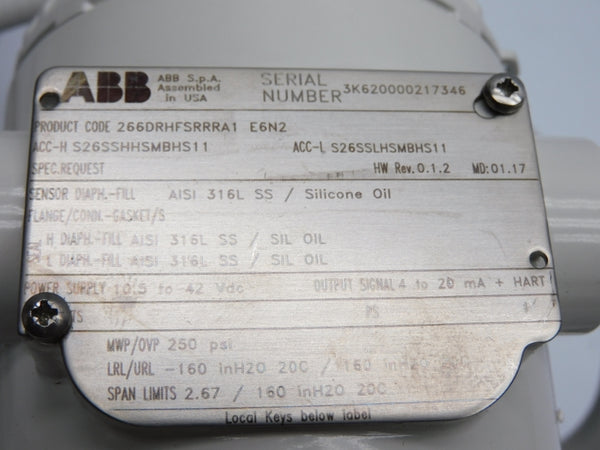 ABB ABB S.p.A. Assembled in USA
SERIAL NUMBER 3K620000217346
PRODUCT CODE 266DRHFSRRRA1 E6N2
ACC-H S26SSHHSMBHS11 ACC-L S26SSLHSMBHS11
SPEC.REQUEST HW Rev.0.1.2 MD:01.17
SENSOR DIAPH.-FILL AISI 316L SS / Silicone Oil
FLANGE/CONN.-GASKET/S
SEAL H DIAPH.-FILL AISI 316L SS / SIL OIL
L DIAPH.-FILL AISI 316L SS / SIL OIL
POWER SUPPLY 10.5 to 42 Vdc OUTPUT SIGNAL 4 to 20 mA + HART
PS
MWP/OVP 250 psi
LRL/URL -160 inH2O 20C / 160 inH2O 20C
SPAN LIMITS 2.67 / 160 inH2O 20C
Local Keys below label